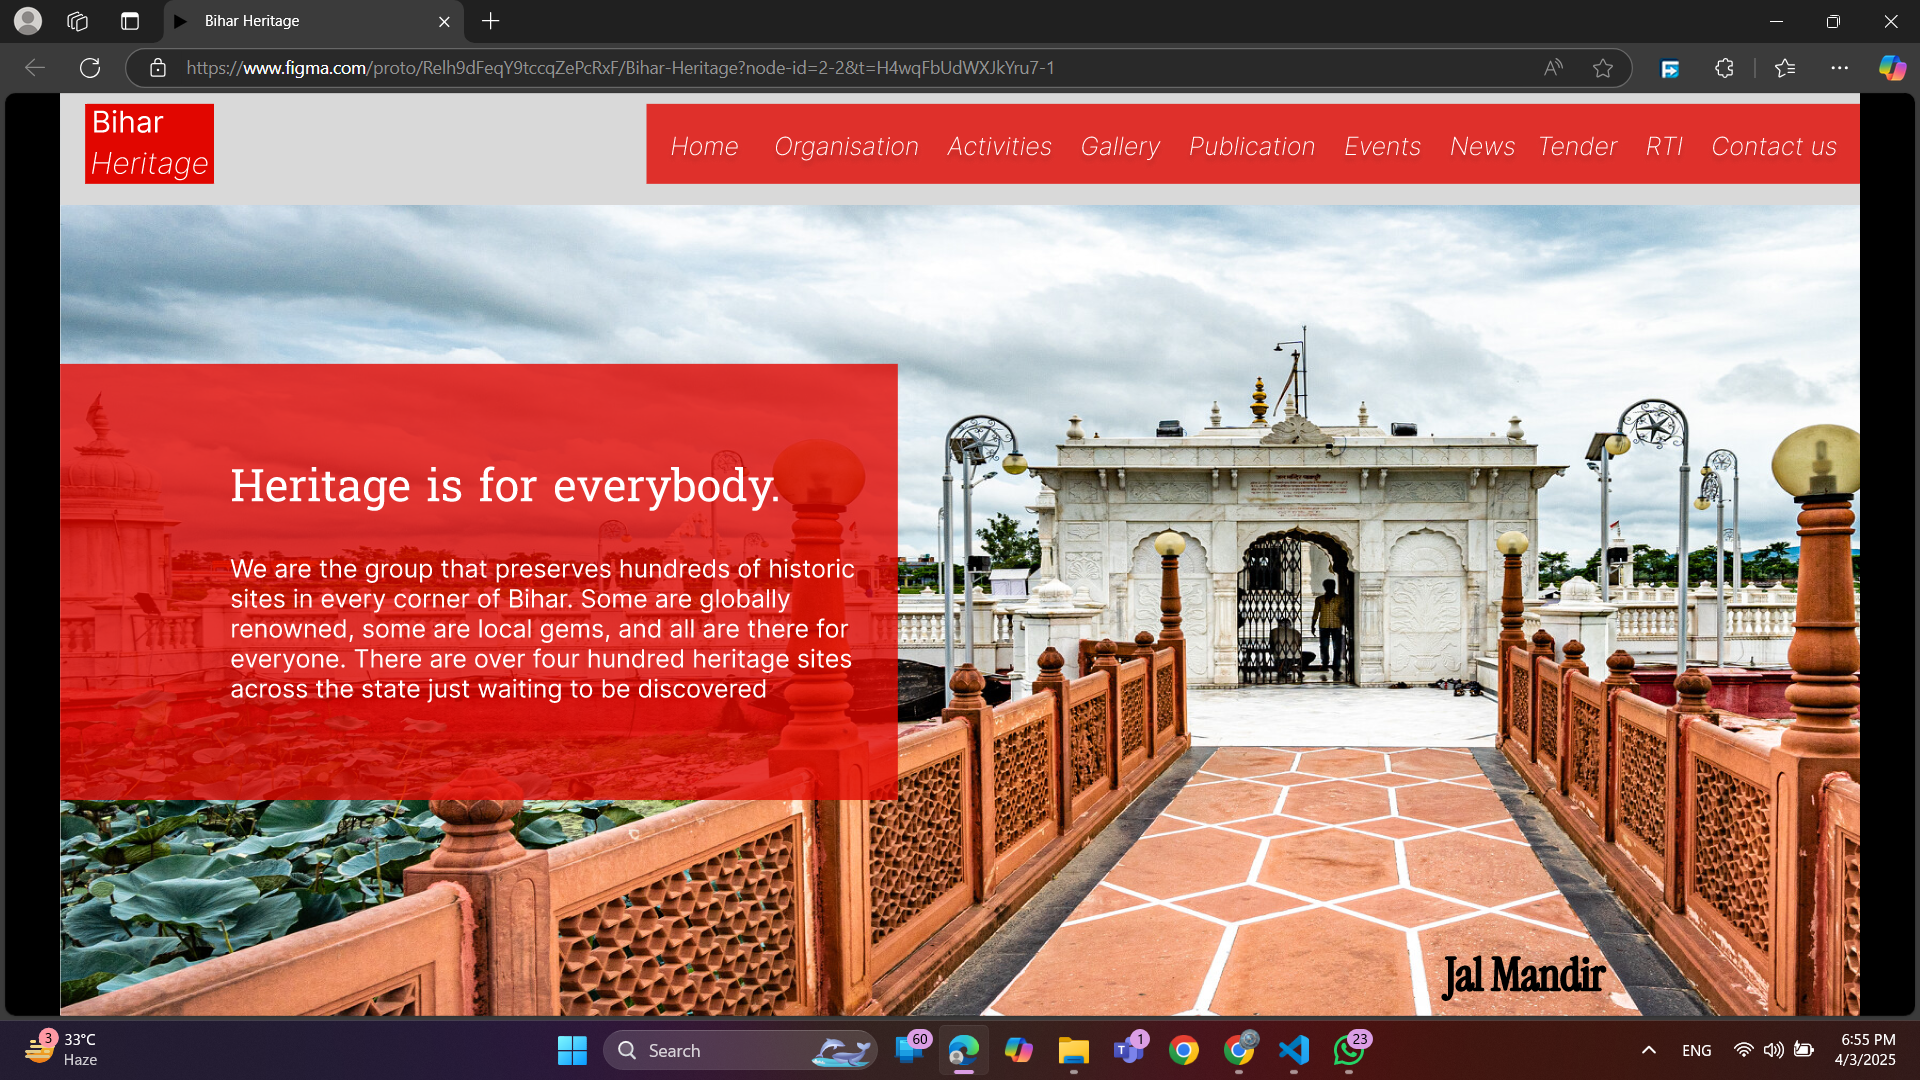 Bihar Heritage
https://www.figma.com/proto/Relh9dFeqY9tccqZePcRxF/Bihar-Heritage?node-id=2-2&t=H4wqFbUdWXJkYru7-1
Bihar
Heritage
Home Organisation Activities Gallery Publication Events News Tender RTI Contact us
Heritage is for everybody.
We are the group that preserves hundreds of historic
sites in every corner of Bihar. Some are globally
renowned, some are local gems, and all are there for
everyone. There are over four hundred heritage sites
across the state just waiting to be discovered
Jal Mandir
3
33°C
Haze
Search
60
1
23
ENG
6:55 PM
4/3/2025